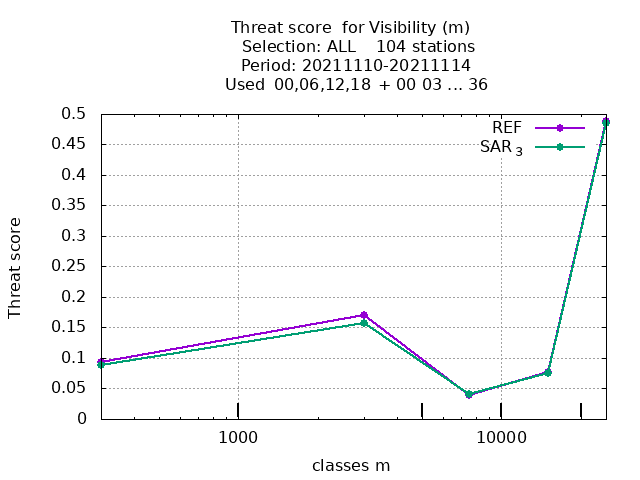 Threat score  for Visibility (m)
Selection: ALL    104 stations
Period: 20211110-20211114
Used  00,06,12,18 + 00 03 ... 36
REF
SAR 3
0.5
0.45
0.4
0.35
0.3
0.25
0.2
0.15
0.1
0.05
0
Threat score
1000
10000
classes m